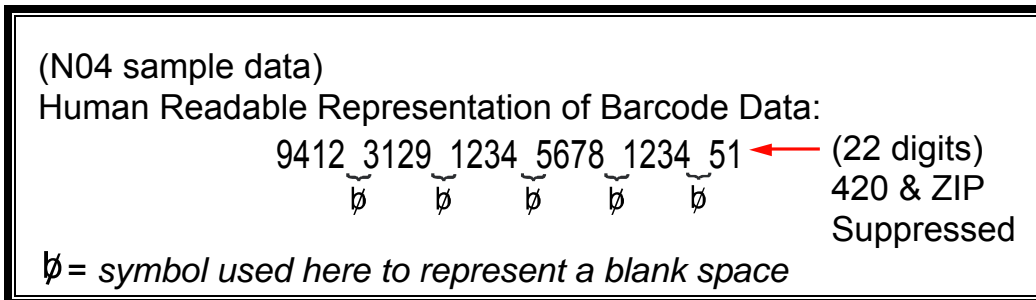 (N04 sample data)
Human Readable Representation of Barcode Data:
9412 3129 1234 5678 1234 51 (22 digits)
ƀ ƀ ƀ ƀ ƀ 420 & ZIP
Suppressed
ƀ = symbol used here to represent a blank space